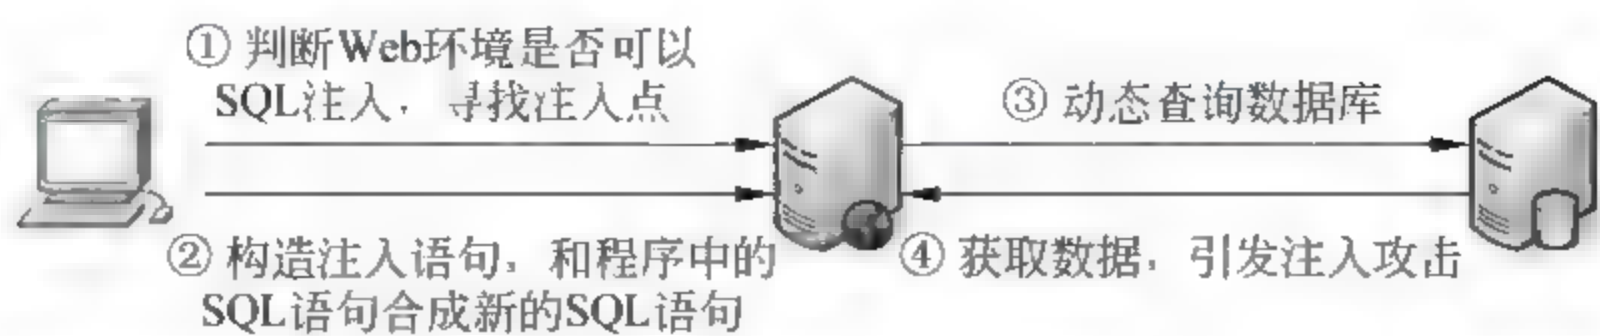 ① 判断Web环境是否可以
SQL注入，寻找注入点
③ 动态查询数据库
② 构造注入语句，和程序中的
SQL语句合成新的SQL语句
④ 获取数据，引发注入攻击